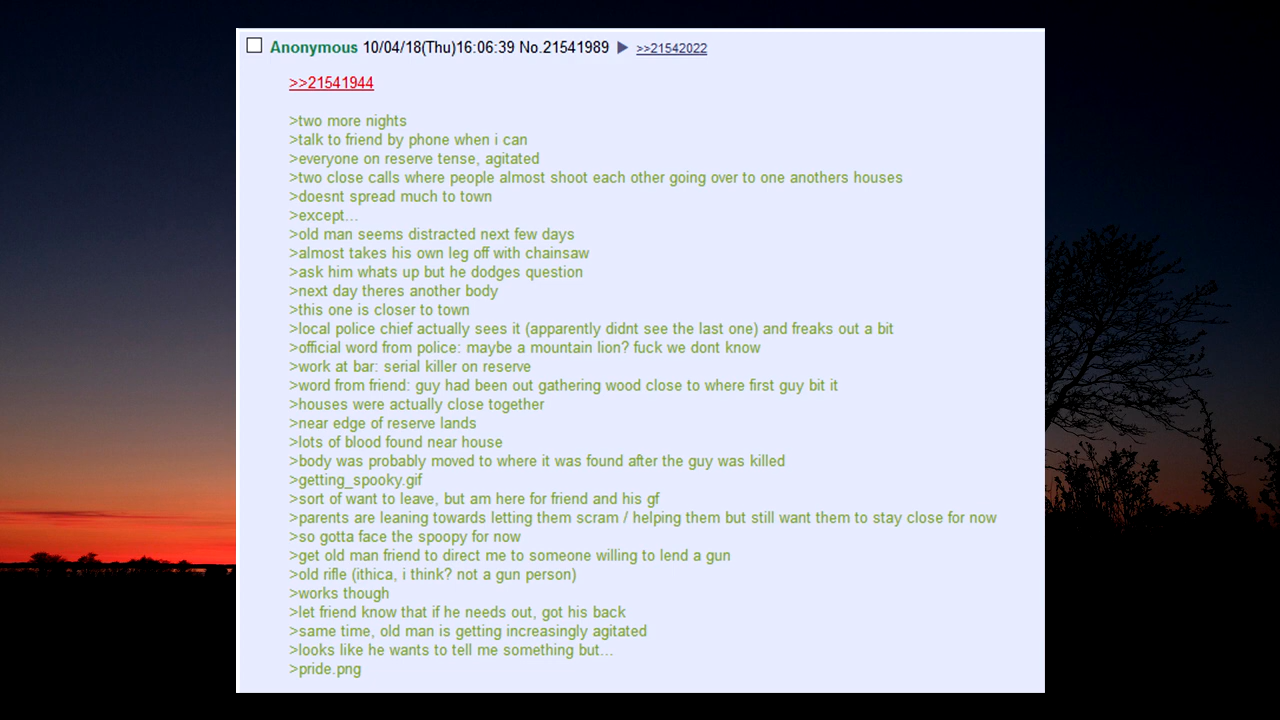 Anonymous 10/04/18(Thu)16:06:39 No.21541989 ▶ >>21542022
>>21541944
>two more nights
>talk to friend by phone when i can
>everyone on reserve tense, agitated
>two close calls where people almost shoot each other going over to one anothers houses
>doesnt spread much to town
>except...
>old man seems distracted next few days
>almost takes his own leg off with chainsaw
>ask him whats up but he dodges question
>next day theres another body
>this one is closer to town
>local police chief actually sees it (apparently didnt see the last one) and freaks out a bit
>official word from police: maybe a mountain lion? fuck we dont know
>work at bar: serial killer on reserve
>word from friend: guy had been out gathering wood close to where first guy bit it
>houses were actually close together
>near edge of reserve lands
>lots of blood found near house
>body was probably moved to where it was found after the guy was killed
>getting_spooky.gif
>sort of want to leave, but am here for friend and his gf
>parents are leaning towards letting them scram / helping them but still want them to stay close for now
>so gotta face the spoopy for now
>get old man friend to direct me to someone willing to lend a gun
>old rifle (ithica, i think? not a gun person)
>works though
>let friend know that if he needs out, got his back
>same time, old man is getting increasingly agitated
>looks like he wants to tell me something but...
>pride.png